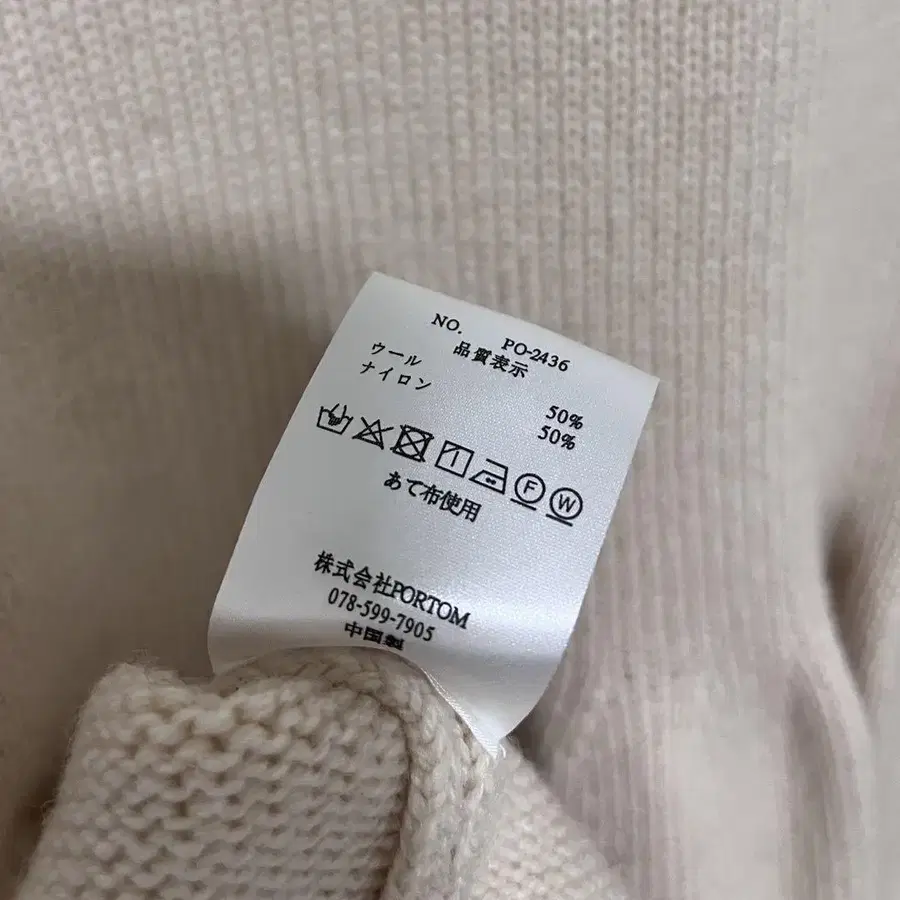 NO. PO-2436
品質表示
ウール 50%
ナイロン 50%
F W
あて布使用
株式会社PORTOM
078-599-7905
中国製